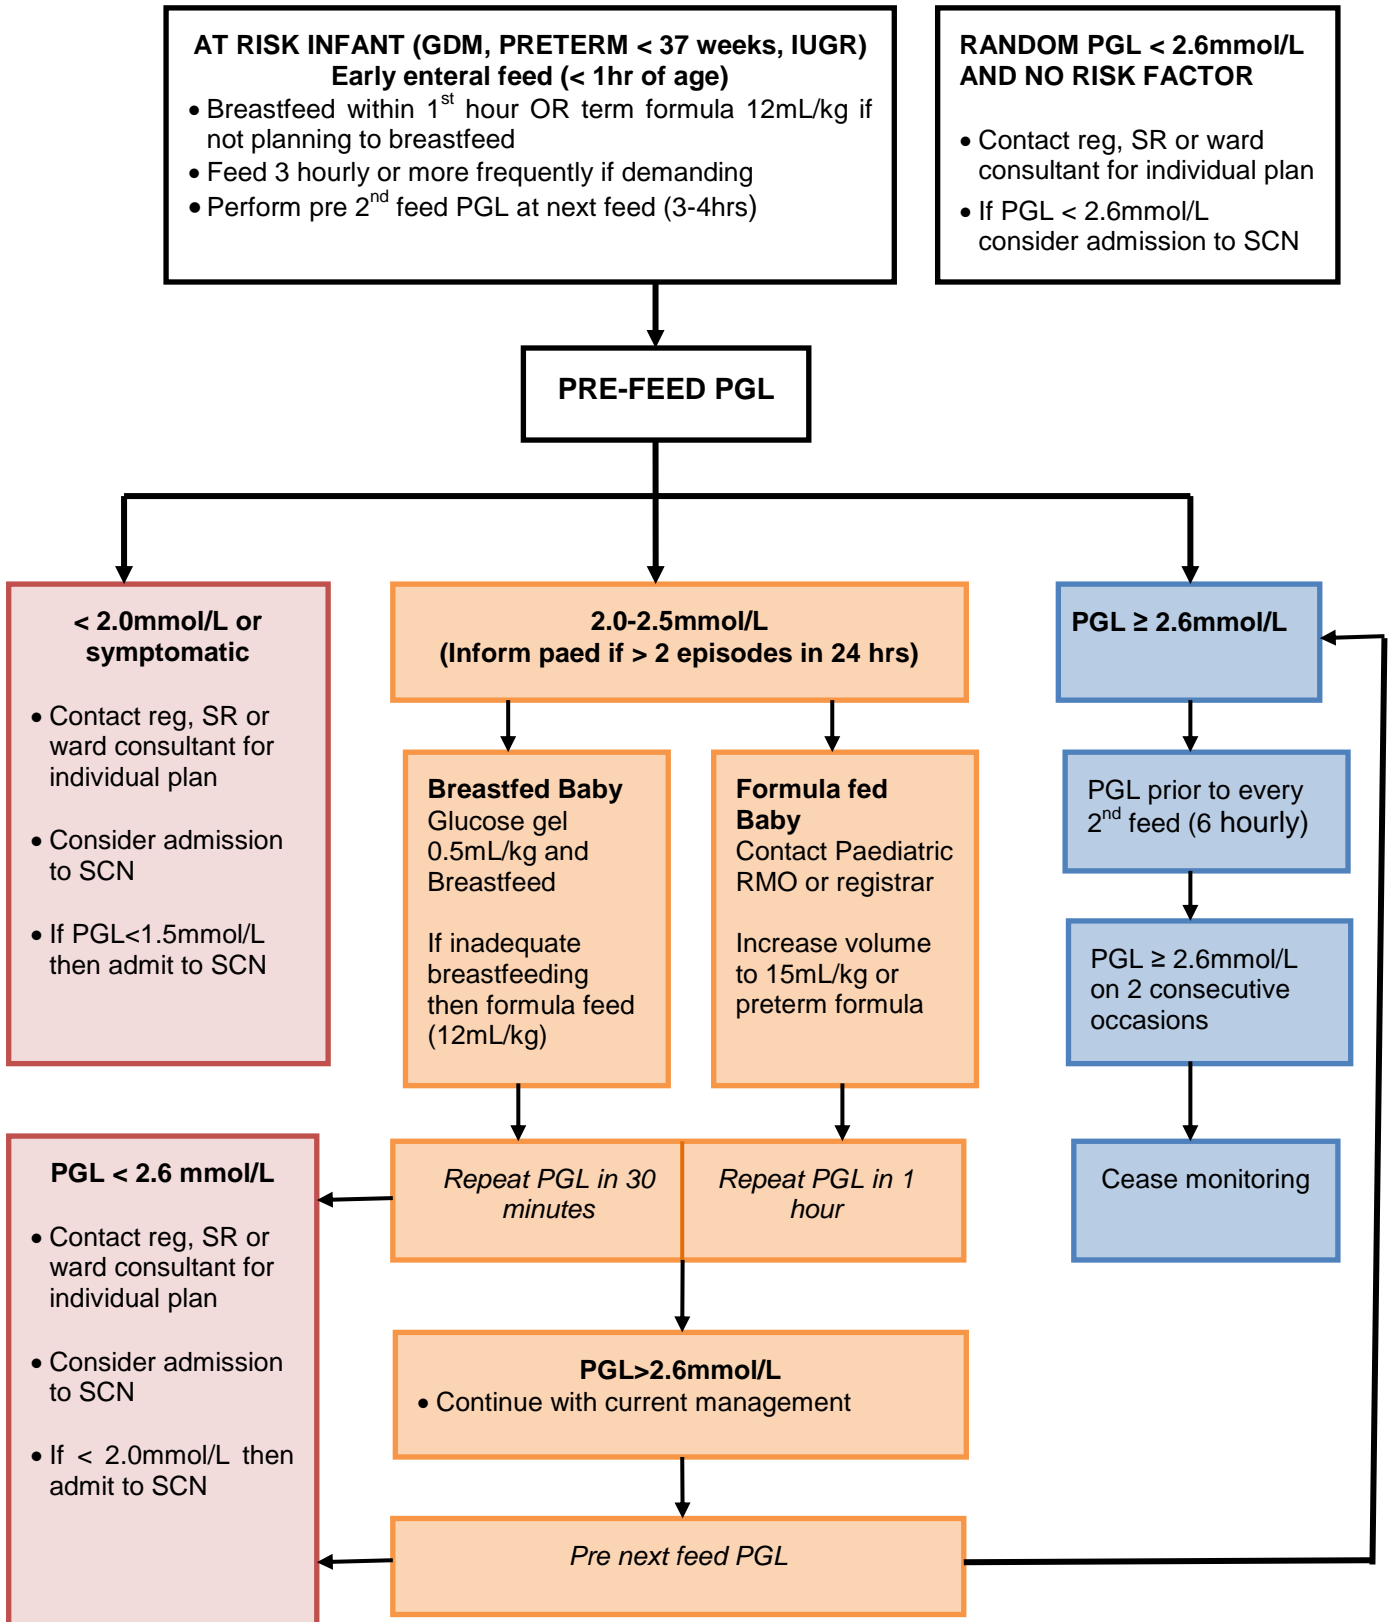 AT RISK INFANT (GDM, PRETERM < 37 weeks, IUGR)
Early enteral feed (< 1hr of age)
• Breastfeed within 1st hour OR term formula 12mL/kg if
not planning to breastfeed
• Feed 3 hourly or more frequently if demanding
• Perform pre 2nd feed PGL at next feed (3-4hrs)
RANDOM PGL < 2.6mmol/L
AND NO RISK FACTOR
• Contact reg, SR or ward
consultant for individual plan
• If PGL < 2.6mmol/L
consider admission to SCN
PRE-FEED PGL
< 2.0mmol/L or
symptomatic
• Contact reg, SR or
ward consultant for
individual plan
• Consider admission
to SCN
• If PGL<1.5mmol/L
then admit to SCN
2.0-2.5mmol/L
(Inform paed if > 2 episodes in 24 hrs)
Breastfed Baby
Glucose gel
0.5mL/kg and
Breastfeed
If inadequate
breastfeeding
then formula feed
(12mL/kg)
Formula fed
Baby
Contact Paediatric
RMO or registrar
Increase volume
to 15mL/kg or
preterm formula
PGL ≥ 2.6mmol/L
PGL prior to every
2nd feed (6 hourly)
PGL ≥ 2.6mmol/L
on 2 consecutive
occasions
Cease monitoring
Repeat PGL in 30
minutes
Repeat PGL in 1
hour
PGL < 2.6 mmol/L
• Contact reg, SR or
ward consultant for
individual plan
• Consider admission
to SCN
• If < 2.0mmol/L then
admit to SCN
PGL>2.6mmol/L
• Continue with current management
Pre next feed PGL